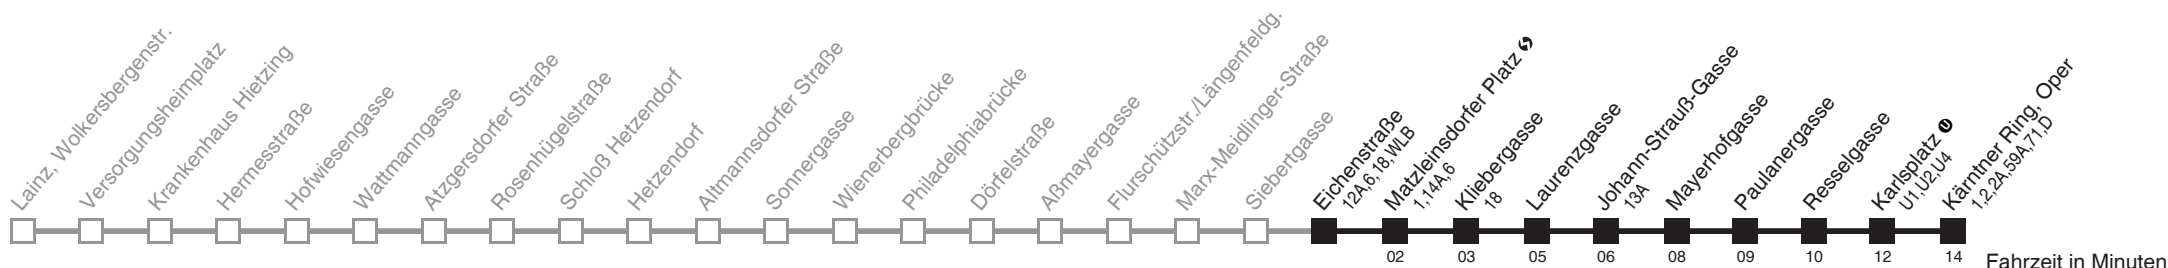 Lainz, Wolkersbergenstr.
Versorgungsheimplatz
Krankenhaus Hietzing
Hermesstraße
Hofwiesengasse
Wattmanngasse
Atzgersdorfer Straße
Rosenhügelstraße
Schloß Hetzendorf
Hetzendorf
Altmannsdorfer Straße
Sonnergasse
Wienerbergbrücke
Philadelphiabrücke
Dörfelstraße
Aßmayergasse
Flurschützstr./Längenfeldg.
Marx-Meidlinger-Straße
Siebertgasse
Eichenstraße
12A,6,18,WLB
Matzleinsdorfer Platz
1,14A,6
Kliebergasse
18
Laurenzgasse
Johann-Strauß-Gasse
13A
Mayerhofgasse
Paulanergasse
Resselgasse
Karlsplatz U
U1,U2,U4
Kärntner Ring, Oper
1,2,2A,59A,71,D
02 03 05 06 08 09 10 12 14 Fahrzeit in Minuten